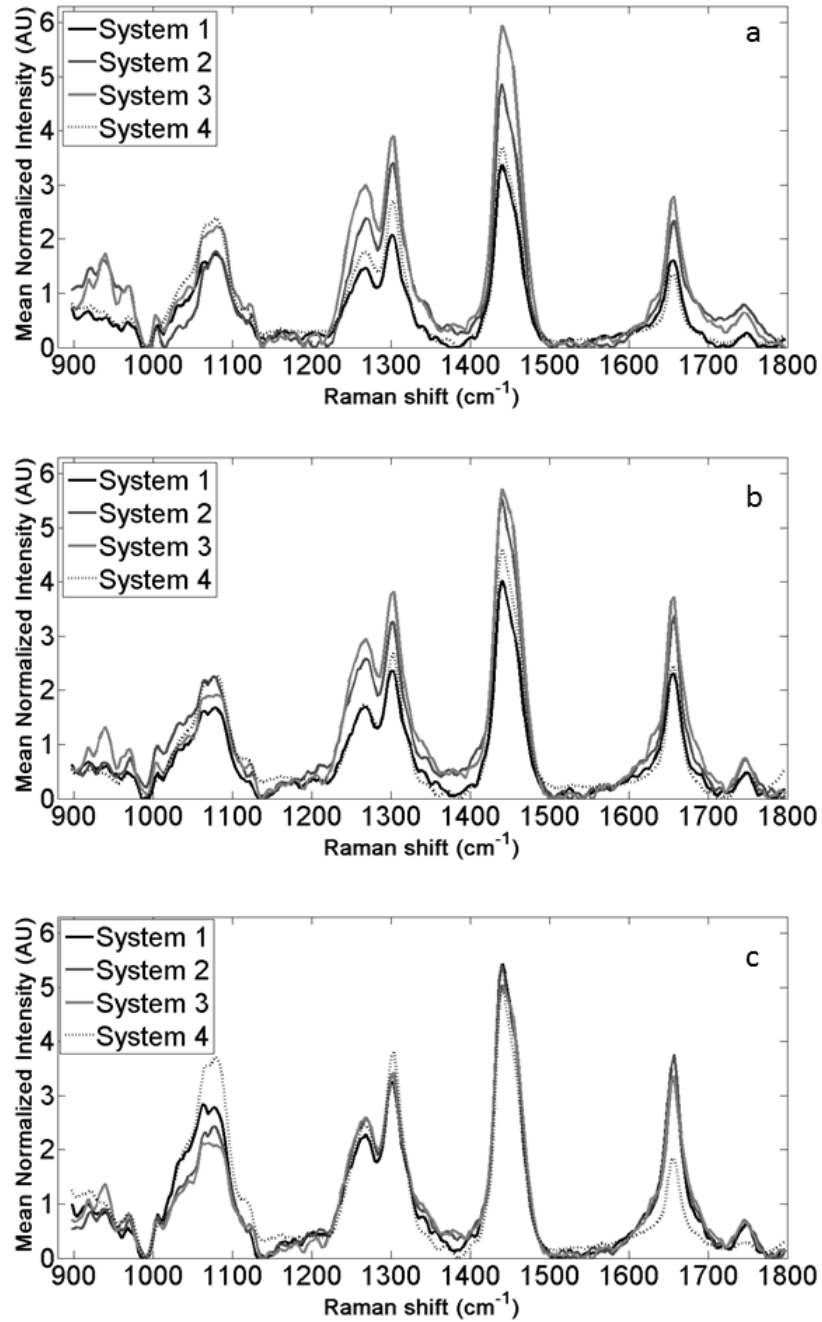 a
System 1
System 2
System 3
System 4
Mean Normalized Intensity (AU)
6
5
4
3
2
1
0
900 1000 1100 1200 1300 1400 1500 1600 1700 1800
Raman shift (cm-1)
b
System 1
System 2
System 3
System 4
Mean Normalized Intensity (AU)
6
5
4
3
2
1
0
900 1000 1100 1200 1300 1400 1500 1600 1700 1800
Raman shift (cm-1)
c
System 1
System 2
System 3
System 4
Mean Normalized Intensity (AU)
6
5
4
3
2
1
0
900 1000 1100 1200 1300 1400 1500 1600 1700 1800
Raman shift (cm-1)